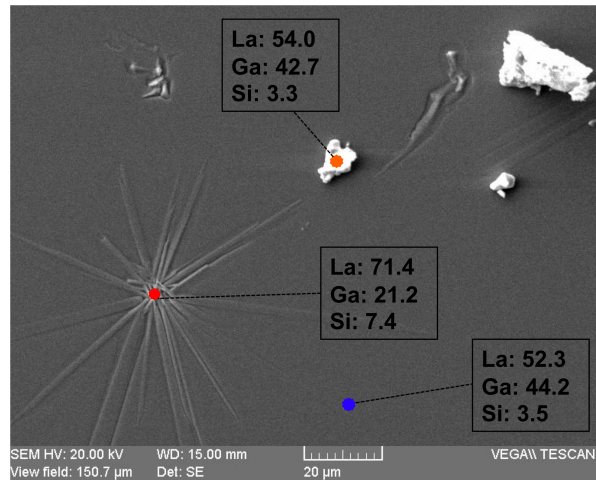 La: 54.0
Ga: 42.7
Si: 3.3
La: 71.4
Ga: 21.2
Si: 7.4
La: 52.3
Ga: 44.2
Si: 3.5
SEM HV: 20.00 kV WD: 15.00 mm VEGA\\ TESCAN
View field: 150.7 µm Det: SE 20 µm